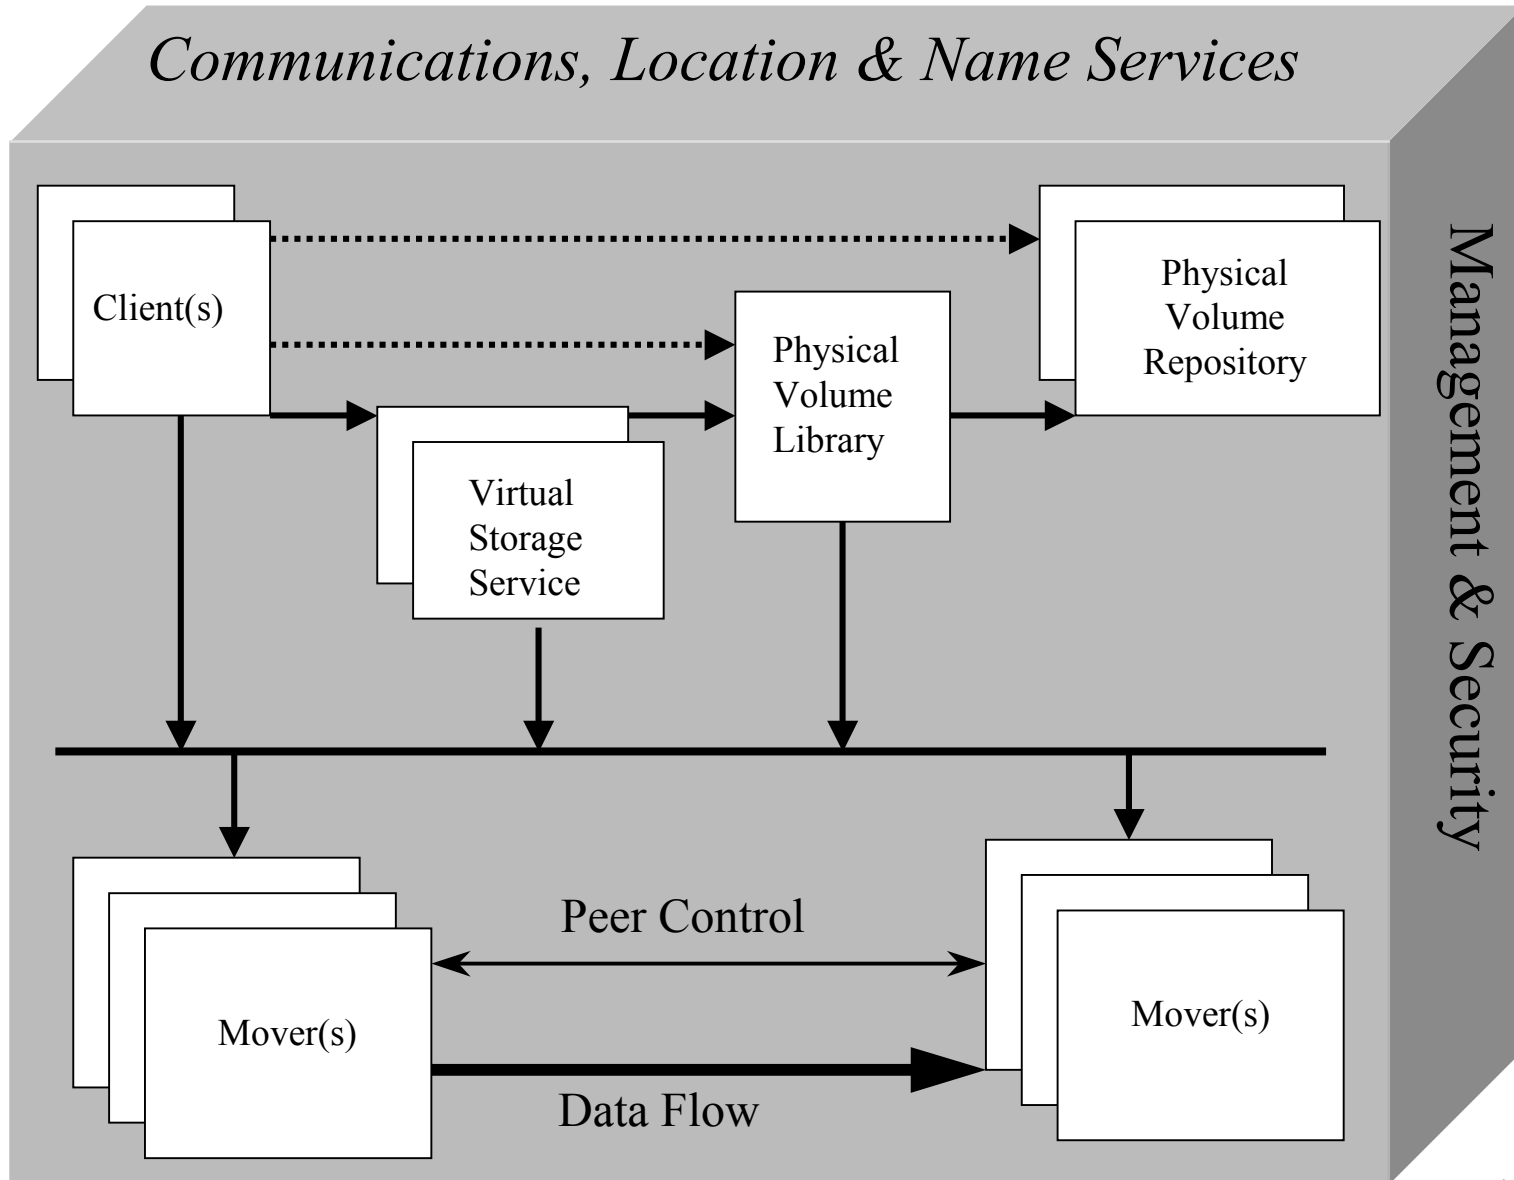 Communications, Location & Name Services
Client(s)
Physical
Volume
Repository
Physical
Volume
Library
Virtual
Storage
Service
Management & Security
Peer Control
Mover(s)
Mover(s)
Data Flow